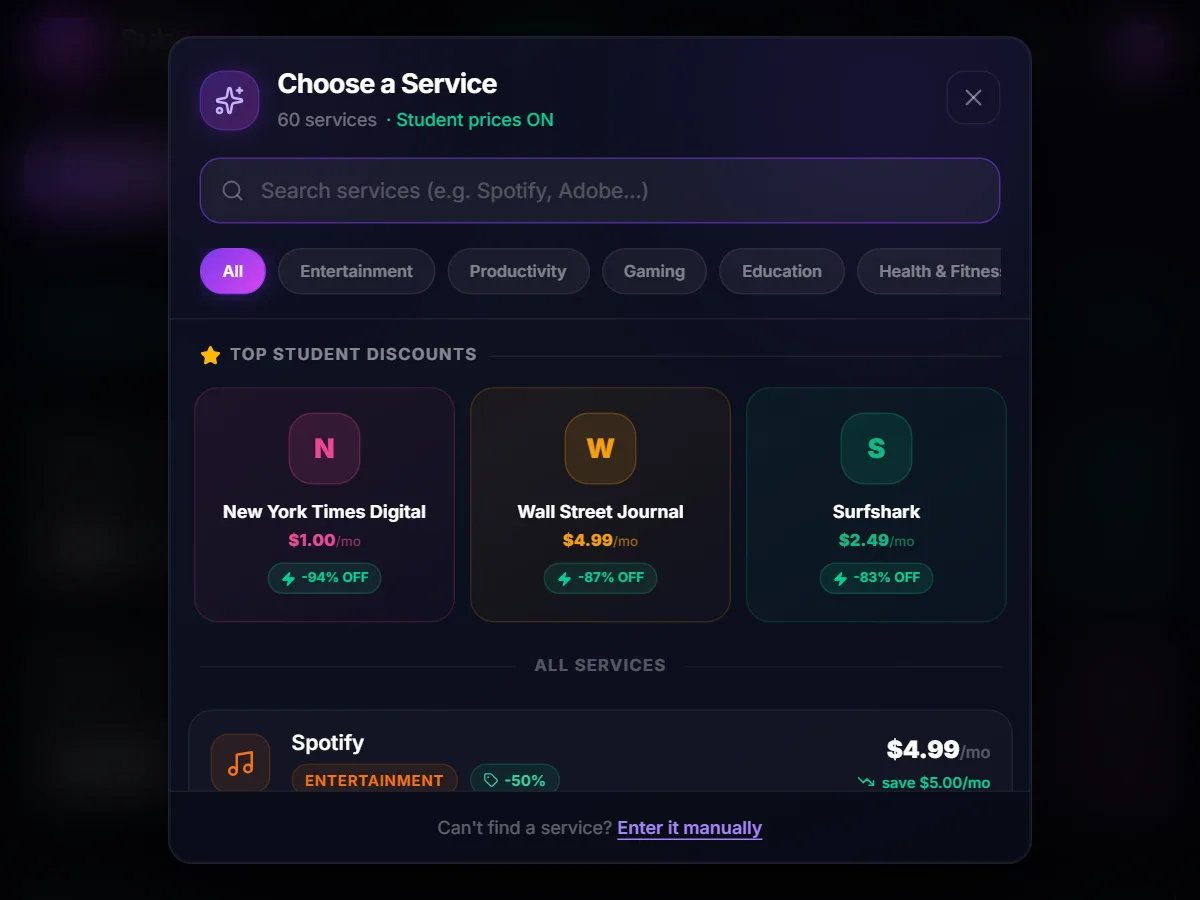 Choose a Service
60 services · Student prices ON
Search services (e.g. Spotify, Adobe...)
All
Entertainment
Productivity
Gaming
Education
Health & Fitness
TOP STUDENT DISCOUNTS
N
New York Times Digital
$1.00/mo
-94% OFF
W
Wall Street Journal
$4.99/mo
-87% OFF
S
Surfshark
$2.49/mo
-83% OFF
ALL SERVICES
Spotify
ENTERTAINMENT
-50%
$4.99/mo
save $5.00/mo
Can't find a service? Enter it manually